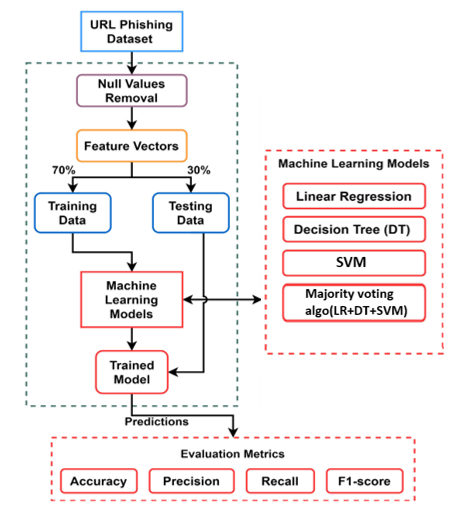 URL Phishing
Dataset
Null Values
Removal
Feature Vectors
70%
30%
Training
Data
Testing
Data
Machine
Learning
Models
Trained
Model
Predictions
Machine Learning Models
Linear Regression
Decision Tree (DT)
SVM
Majority voting
algo(LR+DT+SVM)
Evaluation Metrics
Accuracy
Precision
Recall
F1-score